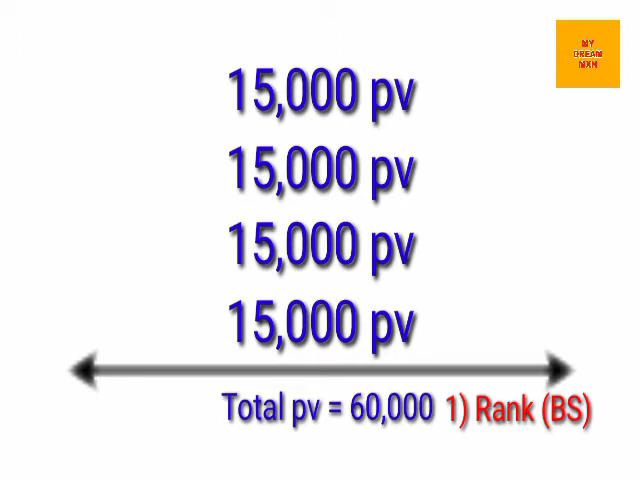 MY
DREAM
MXN
15,000 pv
15,000 pv
15,000 pv
15,000 pv
Total pv = 60,000 1) Rank (BS)